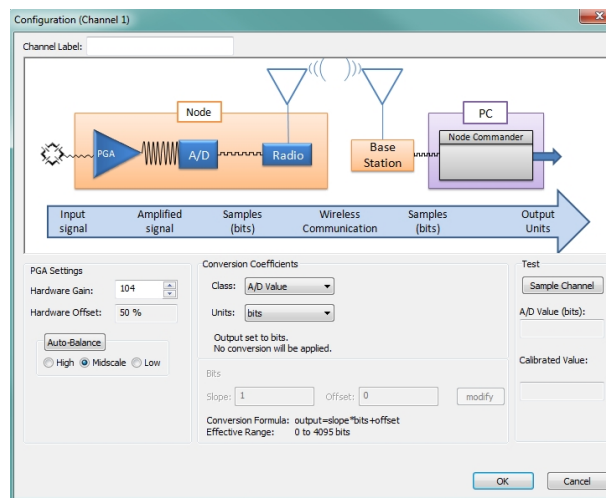 Configuration (Channel 1)
Channel Label:
Node
PC
Node Commander
PGA
A/D
Radio
Base
Station
Input
signal
Amplified
signal
Samples
(bits)
Wireless
Communication
Samples
(bits)
Output
Units
PGA Settings
Hardware Gain: 104
Hardware Offset: 50 %
Auto-Balance
High Midscale Low
Conversion Coefficients
Class: A/D Value
Units: bits
Output set to bits.
No conversion will be applied.
Bits
Slope: 1 Offset: 0 modify
Conversion Formula: output=slope*bits+offset
Effective Range: 0 to 4095 bits
Test
Sample Channel
A/D Value (bits):
Calibrated Value:
OK Cancel